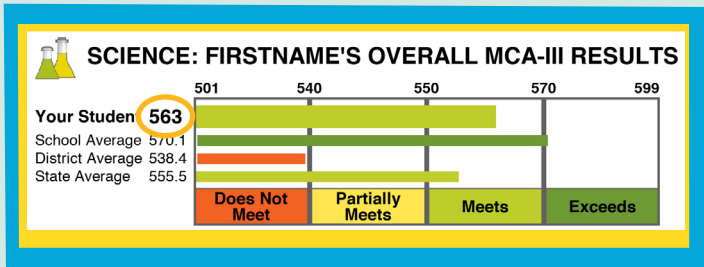 SCIENCE: FIRSTNAME'S OVERALL MCA-III RESULTS
501 540 550 570 599
Your Studen 563
School Average 570.1
District Average 538.4
State Average 555.5
Does Not Meet
Partially Meets
Meets
Exceeds